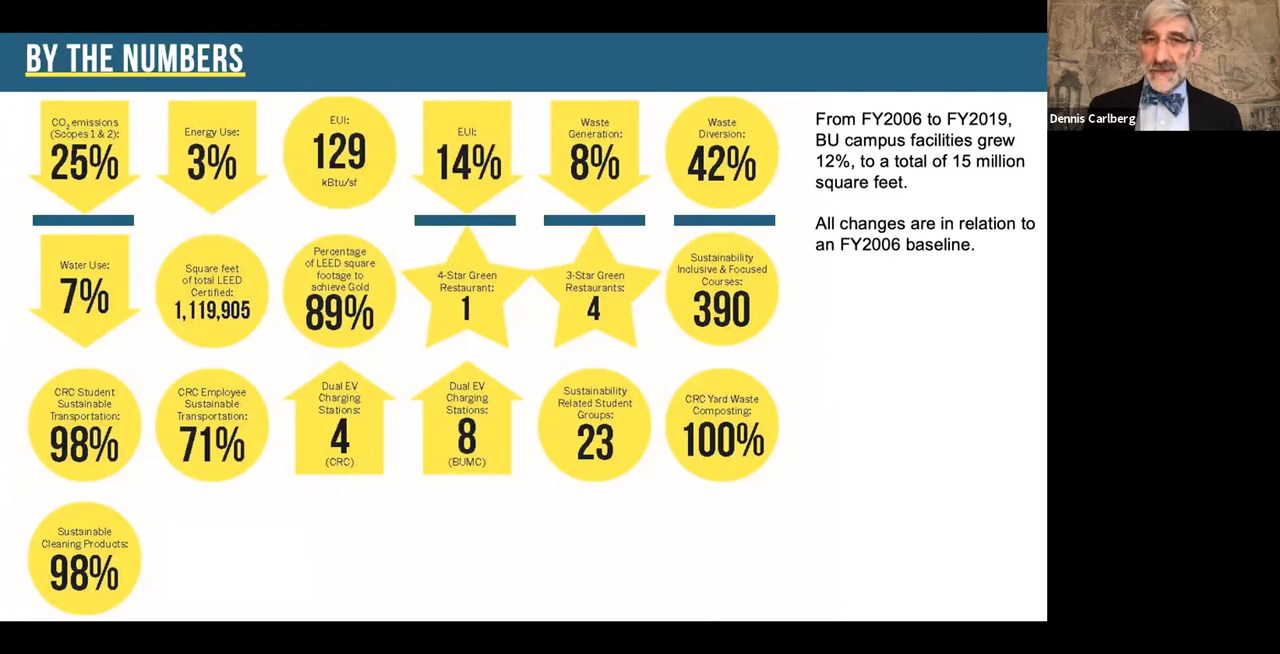 BY THE NUMBERS
Dennis Carlberg
CO2 emissions
(Scopes 1 & 2):
25%
Energy Use:
3%
EUI:
129
kBtu/sf
EUI:
14%
Waste
Generation:
8%
Waste
Diversion:
42%
From FY2006 to FY2019,
BU campus facilities grew
12%, to a total of 15 million
square feet.
All changes are in relation to
an FY2006 baseline.
Water Use:
7%
Square feet
of total LEED
Certified:
1,119,905
Percentage
of LEED square
footage to
achieve Gold
89%
4-Star Green
Restaurant:
1
3-Star Green
Restaurants:
4
Sustainability
Inclusive & Focused
Courses:
390
CRC Student
Sustainable
Transportation:
98%
CRC Employee
Sustainable
Transportation:
71%
Dual EV
Charging
Stations:
4
(CRC)
Dual EV
Charging
Stations:
8
(BUMC)
Sustainability
Related Student
Groups:
23
CRC Yard Waste
Composting:
100%
Sustainable
Cleaning Products:
98%